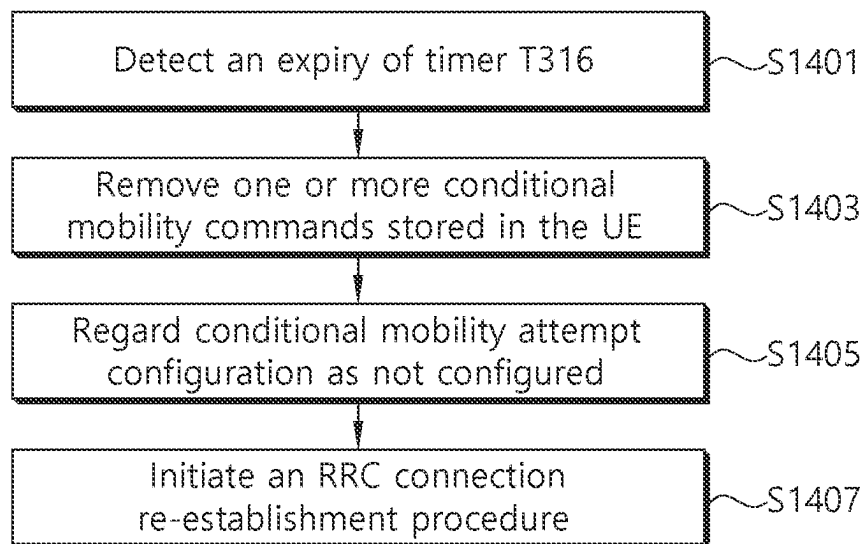 Detect an expiry of timer T316
S1401
Remove one or more conditional
mobility commands stored in the UE
S1403
Regard conditional mobility attempt
configuration as not configured
S1405
Initiate an RRC connection
re-establishment procedure
S1407